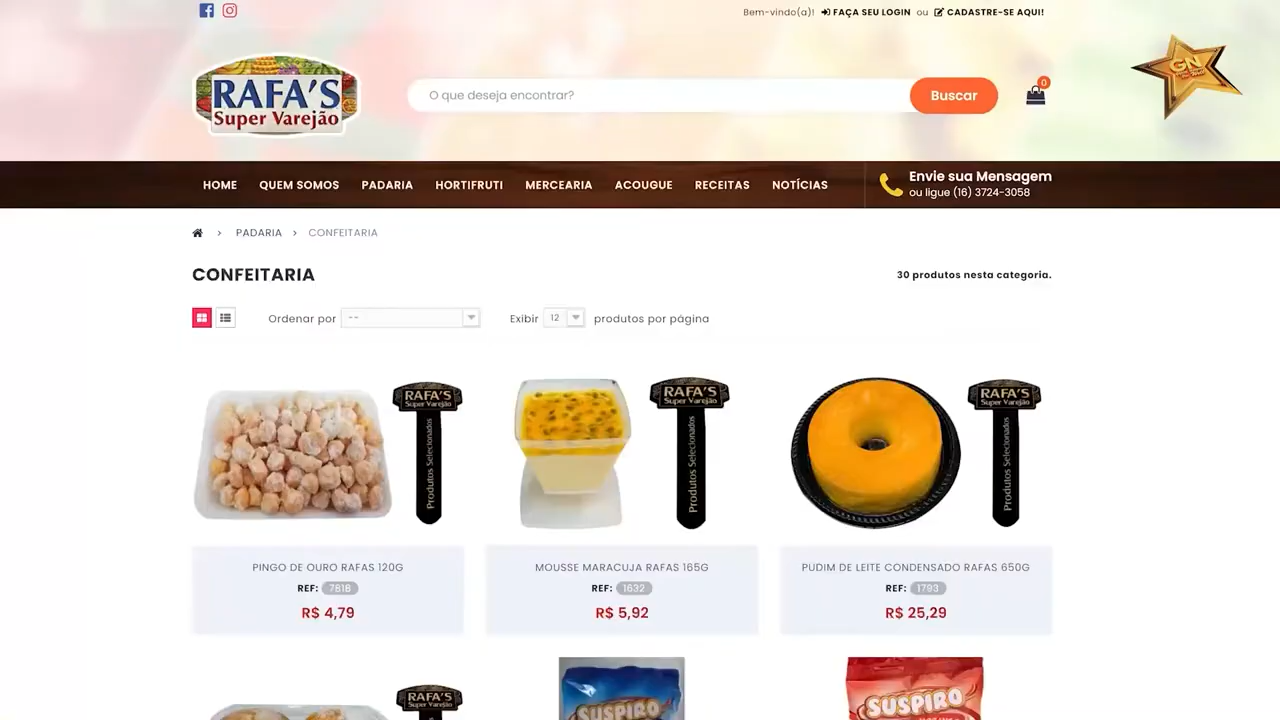 Bem-vindo(a)! FAÇA SEU LOGIN ou CADASTRE-SE AQUI!
RAFA'S
Super Varejão
O que deseja encontrar?
Buscar
0
GN
HOME QUEM SOMOS PADARIA HORTIFRUTI MERCEARIA AÇOUGUE RECEITAS NOTÍCIAS
Envie sua Mensagem
ou ligue (16) 3724-3058
PADARIA > CONFEITARIA
CONFEITARIA
30 produtos nesta categoria.
Ordenar por -- Exibir 12 produtos por página
RAFA'S
Super Varejão
Produtos Selecionados
RAFA'S
Super Varejão
Produtos Selecionados
RAFA'S
Super Varejão
Produtos Selecionados
PINGO DE OURO RAFAS 120G
REF: 7618
R$ 4,79
MOUSSE MARACUJA RAFAS 165G
REF: 1632
R$ 5,92
PUDIM DE LEITE CONDENSADO RAFAS 650G
REF: 1793
R$ 25,29
RAFA'S
Super Varejão
SUSPIRO
SUSPIRO